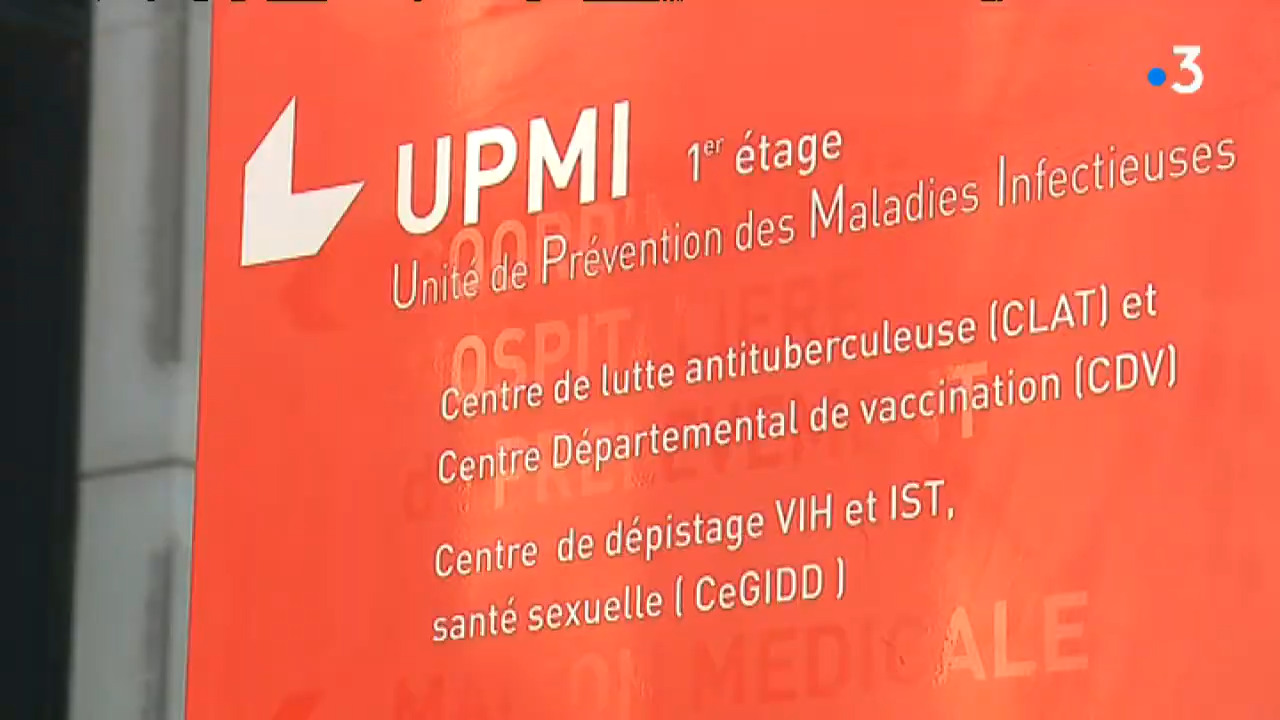 3
UPMI 1er étage
Unité de Prévention des Maladies Infectieuses
Centre de lutte antituberculeuse (CLAT) et
Centre Départemental de vaccination (CDV)
Centre de dépistage VIH et IST,
santé sexuelle ( CeGIDD )